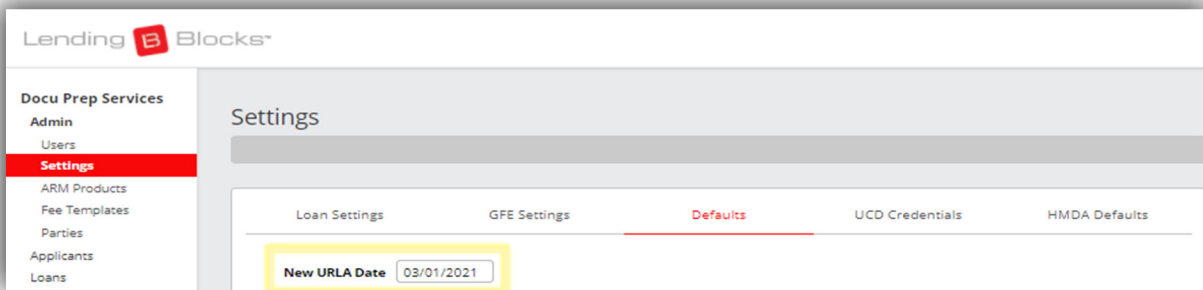 Lending B Blocks™
Docu Prep Services
Admin
Users
Settings
ARM Products
Fee Templates
Parties
Applicants
Loans
Settings
Loan Settings GFE Settings Defaults UCD Credentials HMDA Defaults
New URLA Date 03/01/2021